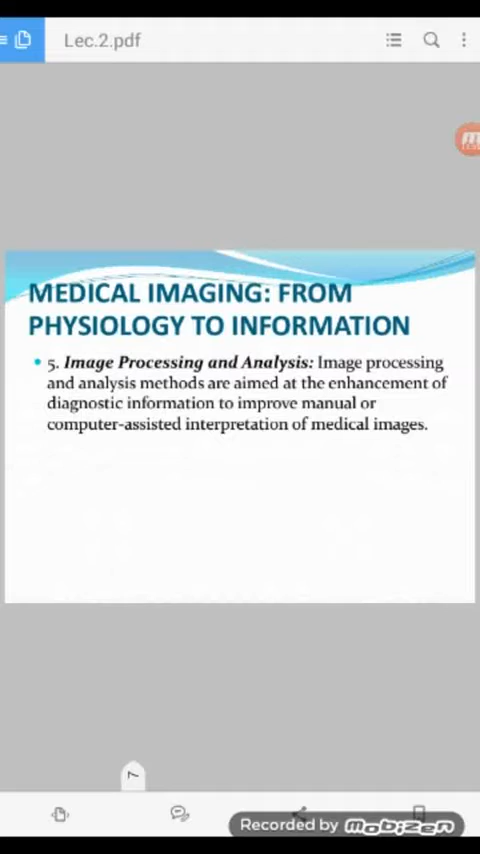 Lec.2.pdf
MEDICAL IMAGING: FROM
PHYSIOLOGY TO INFORMATION
• 5. Image Processing and Analysis: Image processing
and analysis methods are aimed at the enhancement of
diagnostic information to improve manual or
computer-assisted interpretation of medical images.
7
Recorded by mobizen